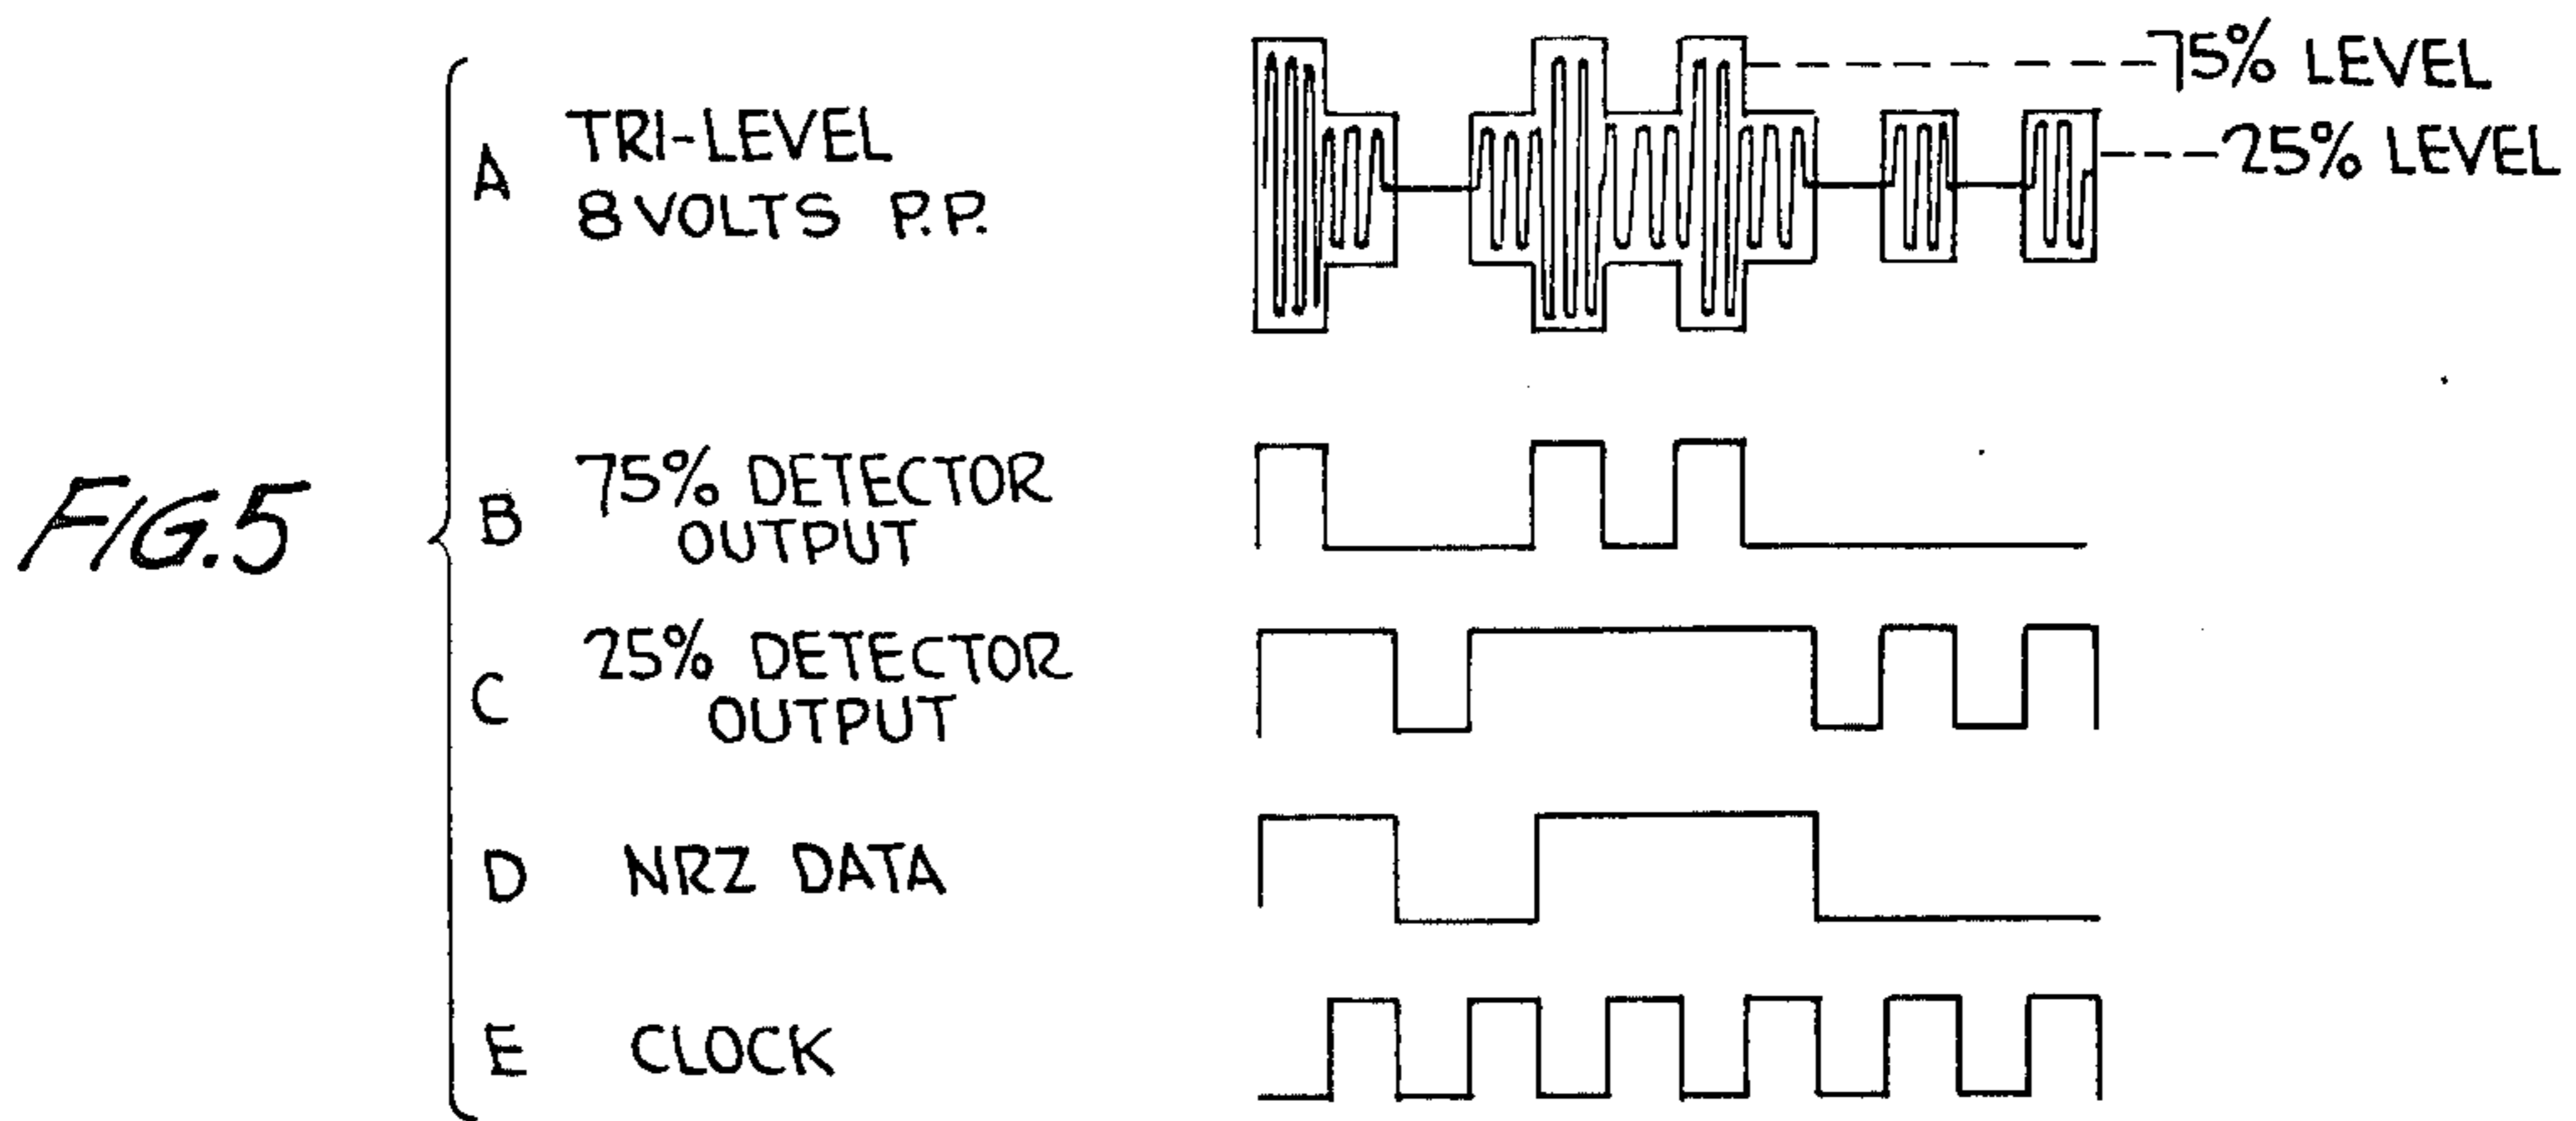 FIG.5
A
TRI-LEVEL
8 VOLTS P.P.
75% LEVEL
25% LEVEL
B
75% DETECTOR
OUTPUT
C
25% DETECTOR
OUTPUT
D
NRZ DATA
E
CLOCK